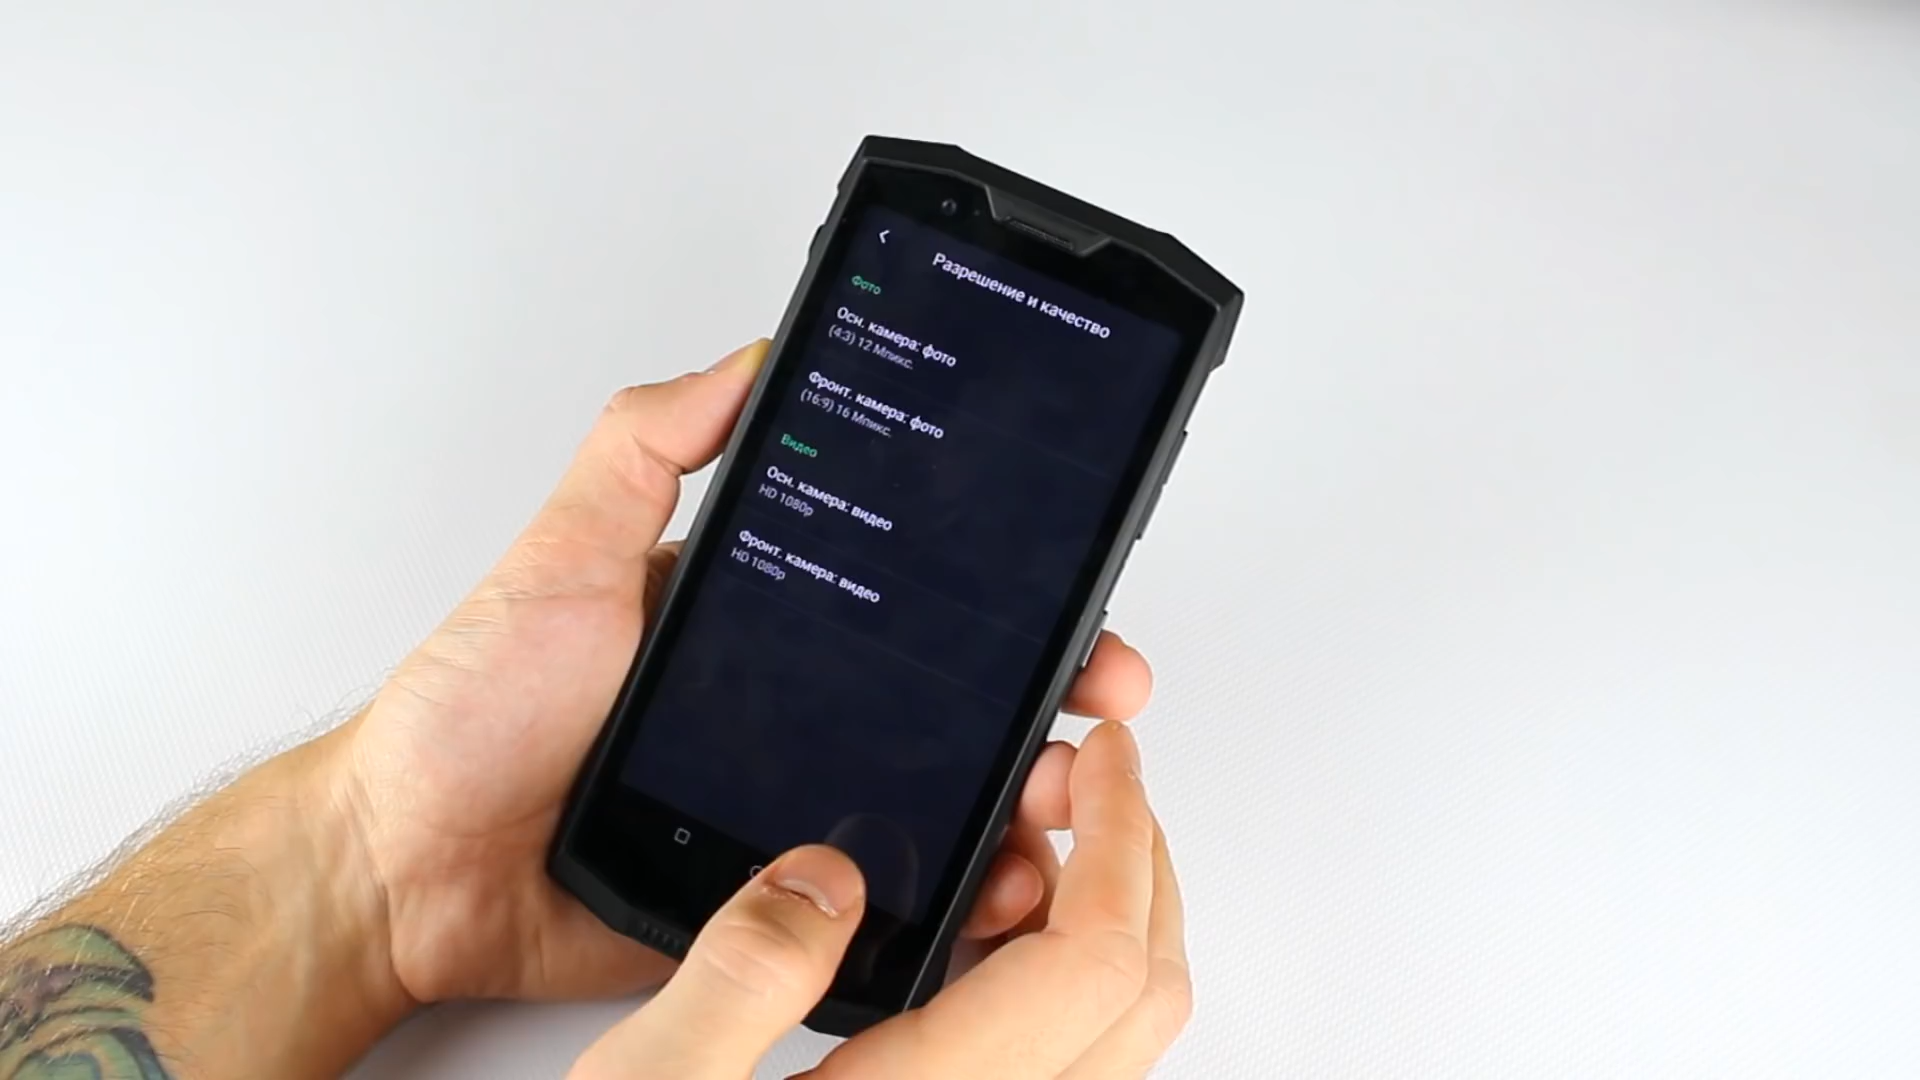 Разрешение и качество
Фото
Осн. камера: фото
(4:3) 12 Мпикс.
Фронт. камера: фото
(16:9) 16 Мпикс.
Видео
Осн. камера: видео
HD 1080p
Фронт. камера: видео
HD 1080p